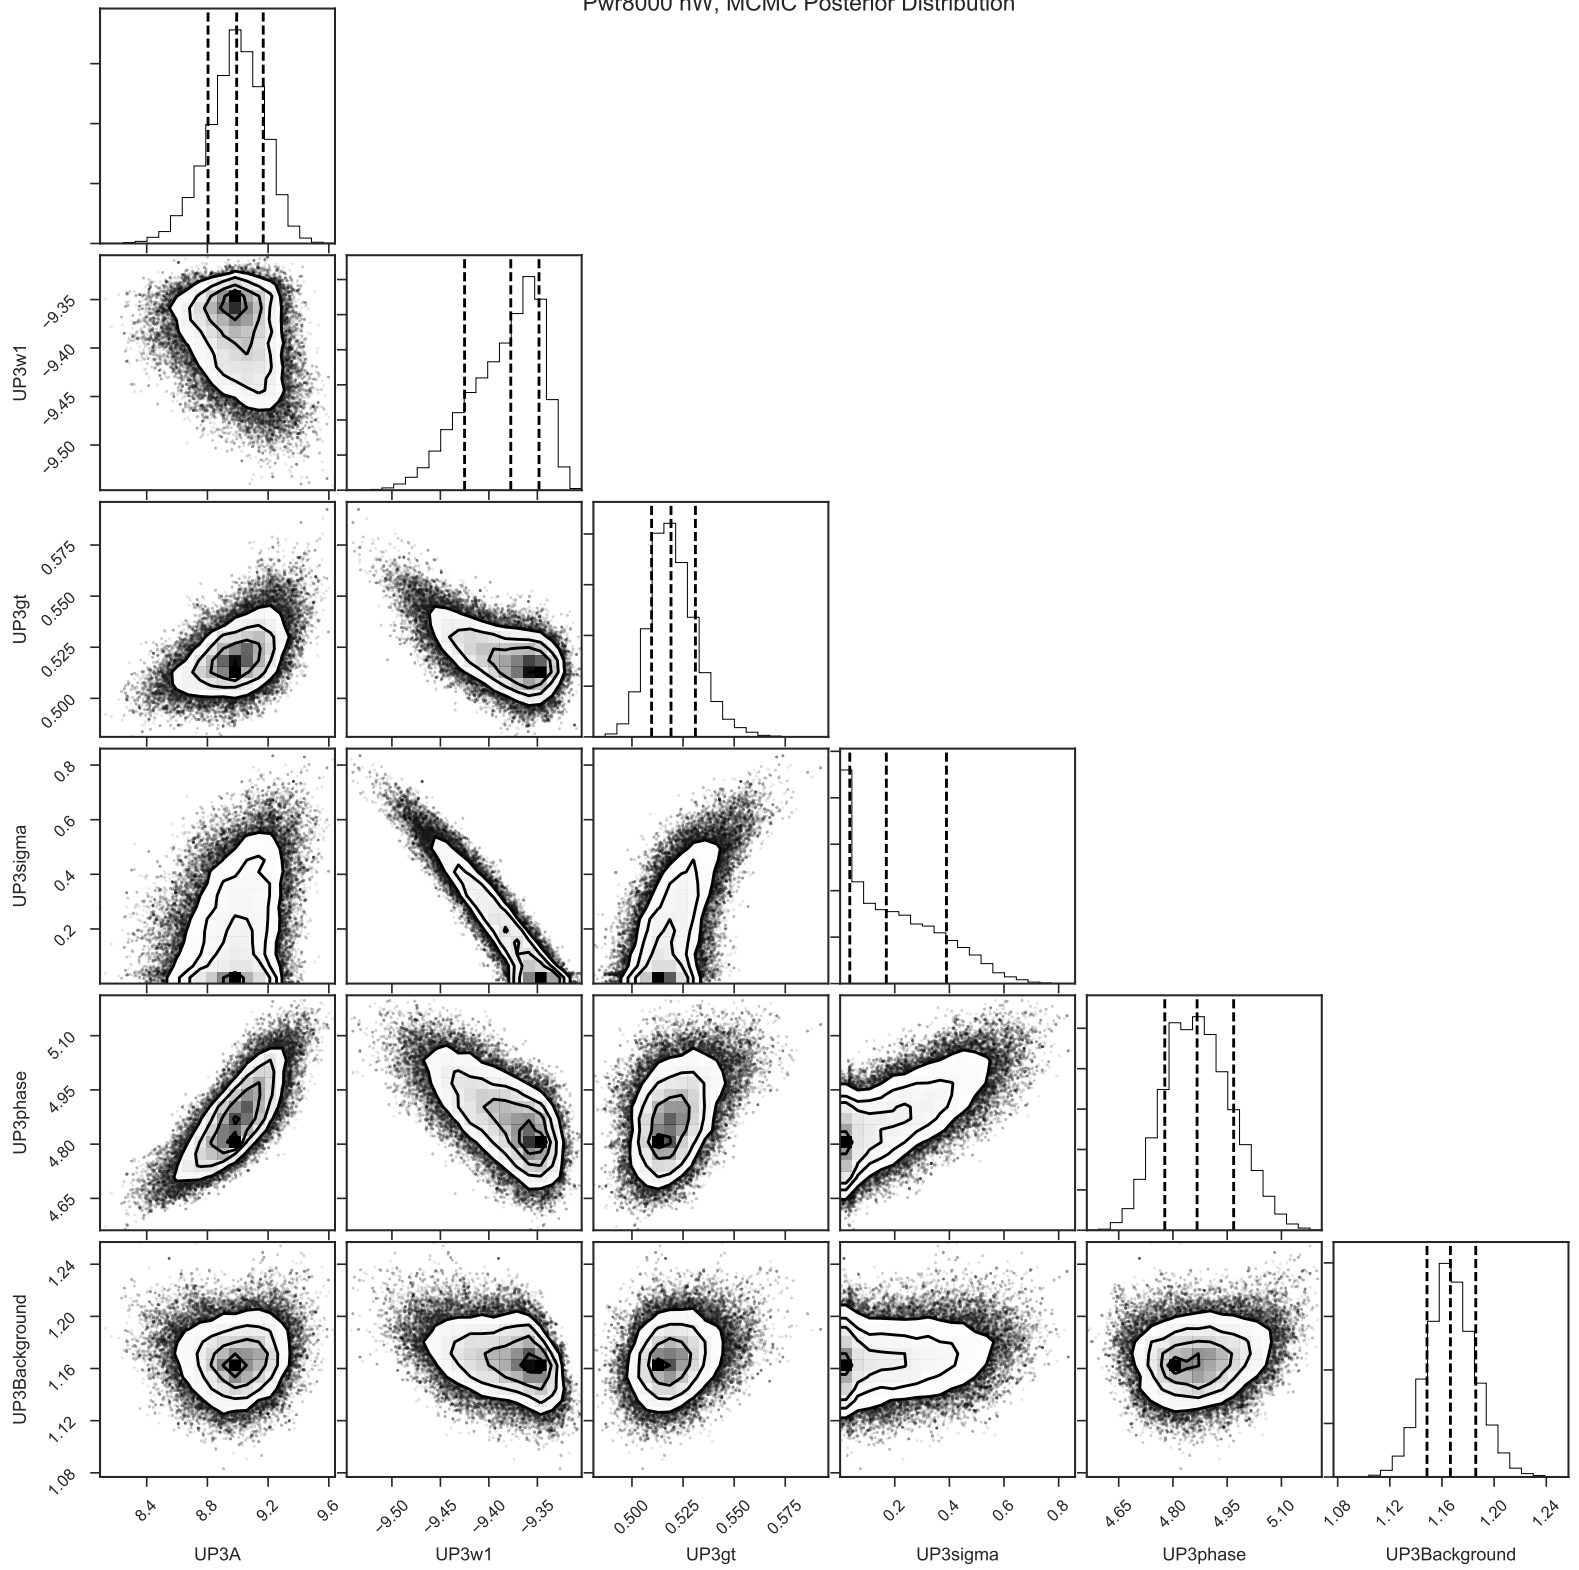 Pwr8000 nW, MCMC Posterior Distribution
UP3w1
−9.35
−9.40
−9.45
−9.50
UP3gt
0.575
0.550
0.525
0.500
UP3sigma
0.8
0.6
0.4
0.2
UP3phase
5.10
4.95
4.80
4.65
UP3Background
1.24
1.20
1.16
1.12
1.08
8.4 8.8 9.2 9.6 −9.50 −9.45 −9.40 −9.35 0.500 0.525 0.550 0.575 0.2 0.4 0.6 0.8 4.65 4.80 4.95 5.10 1.08 1.12 1.16 1.20 1.24
UP3A UP3w1 UP3gt UP3sigma UP3phase UP3Background